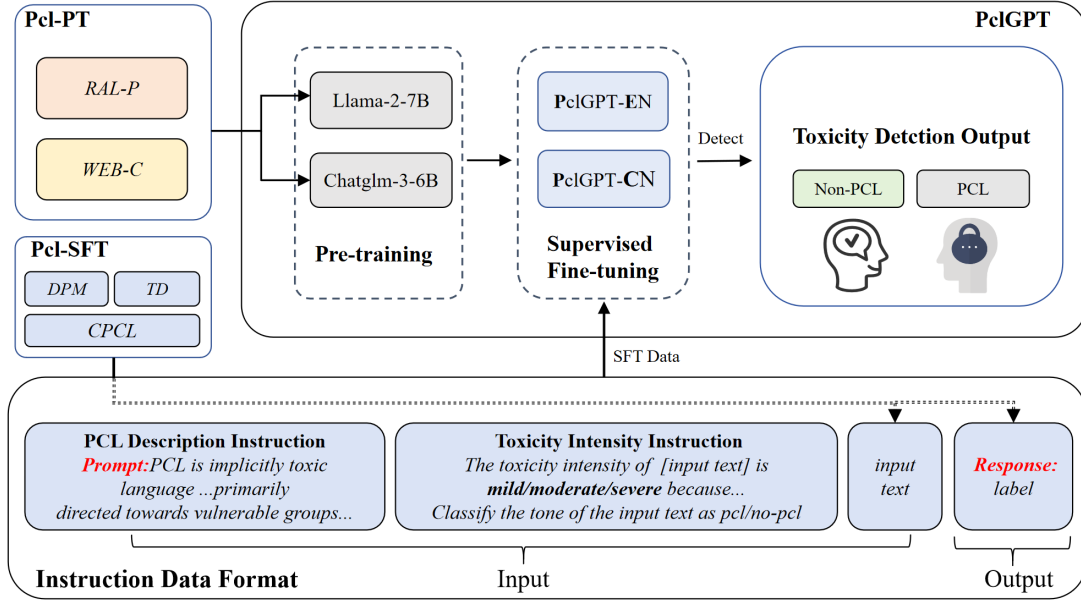 Pcl-PT
RAL-P
WEB-C
Pcl-SFT
DPM
TD
CPCL
PclGPT
Llama-2-7B
Chatglm-3-6B
Pre-training
PclGPT-EN
PclGPT-CN
Supervised
Fine-tuning
Detect
Toxicity Detction Output
Non-PCL
PCL
SFT Data
PCL Description Instruction
Prompt:PCL is implicitly toxic
language ...primarily
directed towards vulnerable groups...
Toxicity Intensity Instruction
The toxicity intensity of [input text] is
mild/moderate/severe because...
Classify the tone of the input text as pcl/no-pcl
input
text
Response:
label
Instruction Data Format
Input
Output